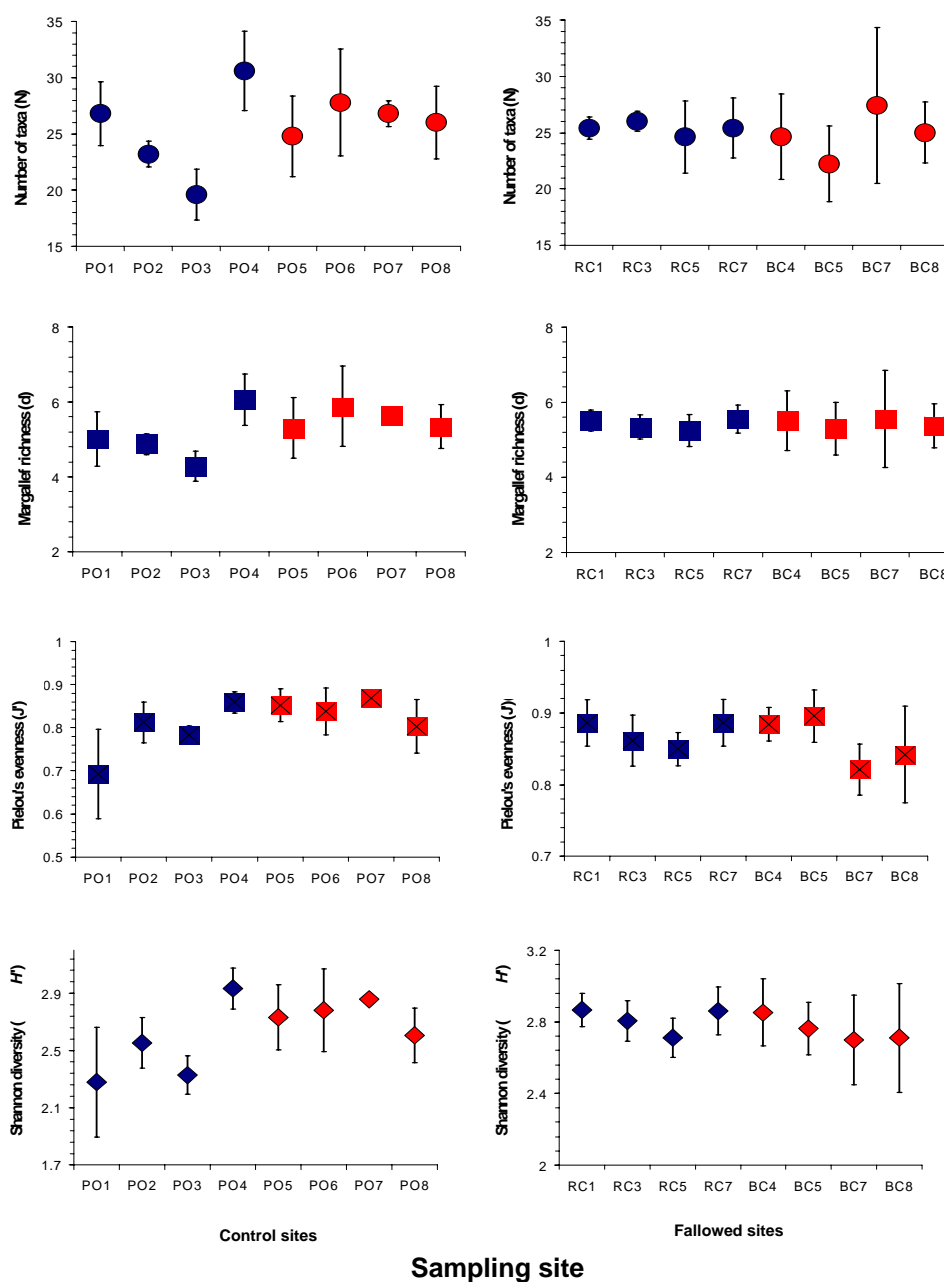 35
30
25
20
15
Number of taxa (N)
PO1 PO2 PO3 PO4 PO5 PO6 PO7 PO8
35
30
25
20
15
Number of taxa (N)
RC1 RC3 RC5 RC7 BC4 BC5 BC7 BC8
8
6
4
2
Margallef richness (d)
PO1 PO2 PO3 PO4 PO5 PO6 PO7 PO8
8
6
4
2
Margallef richness (d)
RC1 RC3 RC5 RC7 BC4 BC5 BC7 BC8
1
0.9
0.8
0.7
0.6
0.5
Pielou's evenness (J')
PO1 PO2 PO3 PO4 PO5 PO6 PO7 PO8
1
0.9
0.8
0.7
Pielou's evenness (J')
RC1 RC3 RC5 RC7 BC4 BC5 BC7 BC8
2.9
2.5
2.1
1.7
Shannon diversity ( H')
PO1 PO2 PO3 PO4 PO5 PO6 PO7 PO8
3.2
2.8
2.4
2
Shannon diversity ( H')
RC1 RC3 RC5 RC7 BC4 BC5 BC7 BC8
Control sites
Fallowed sites
Sampling site